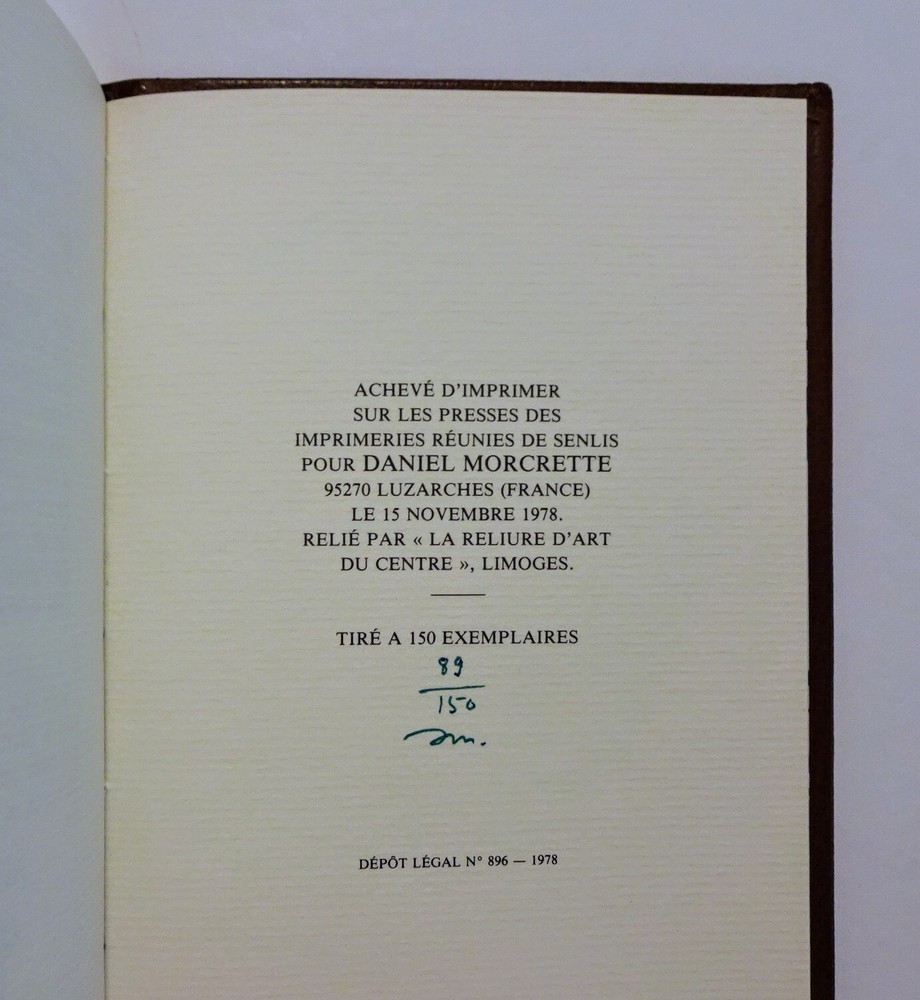 ACHEVÉ D'IMPRIMER
SUR LES PRESSES DES
IMPRIMERIES RÉUNIES DE SENLIS
POUR DANIEL MORCRETTE
95270 LUZARCHES (FRANCE)
LE 15 NOVEMBRE 1978.
RELIÉ PAR « LA RELIURE D'ART
DU CENTRE », LIMOGES.
TIRÉ A 150 EXEMPLAIRES
89
150
DÉPÔT LÉGAL N° 896 — 1978